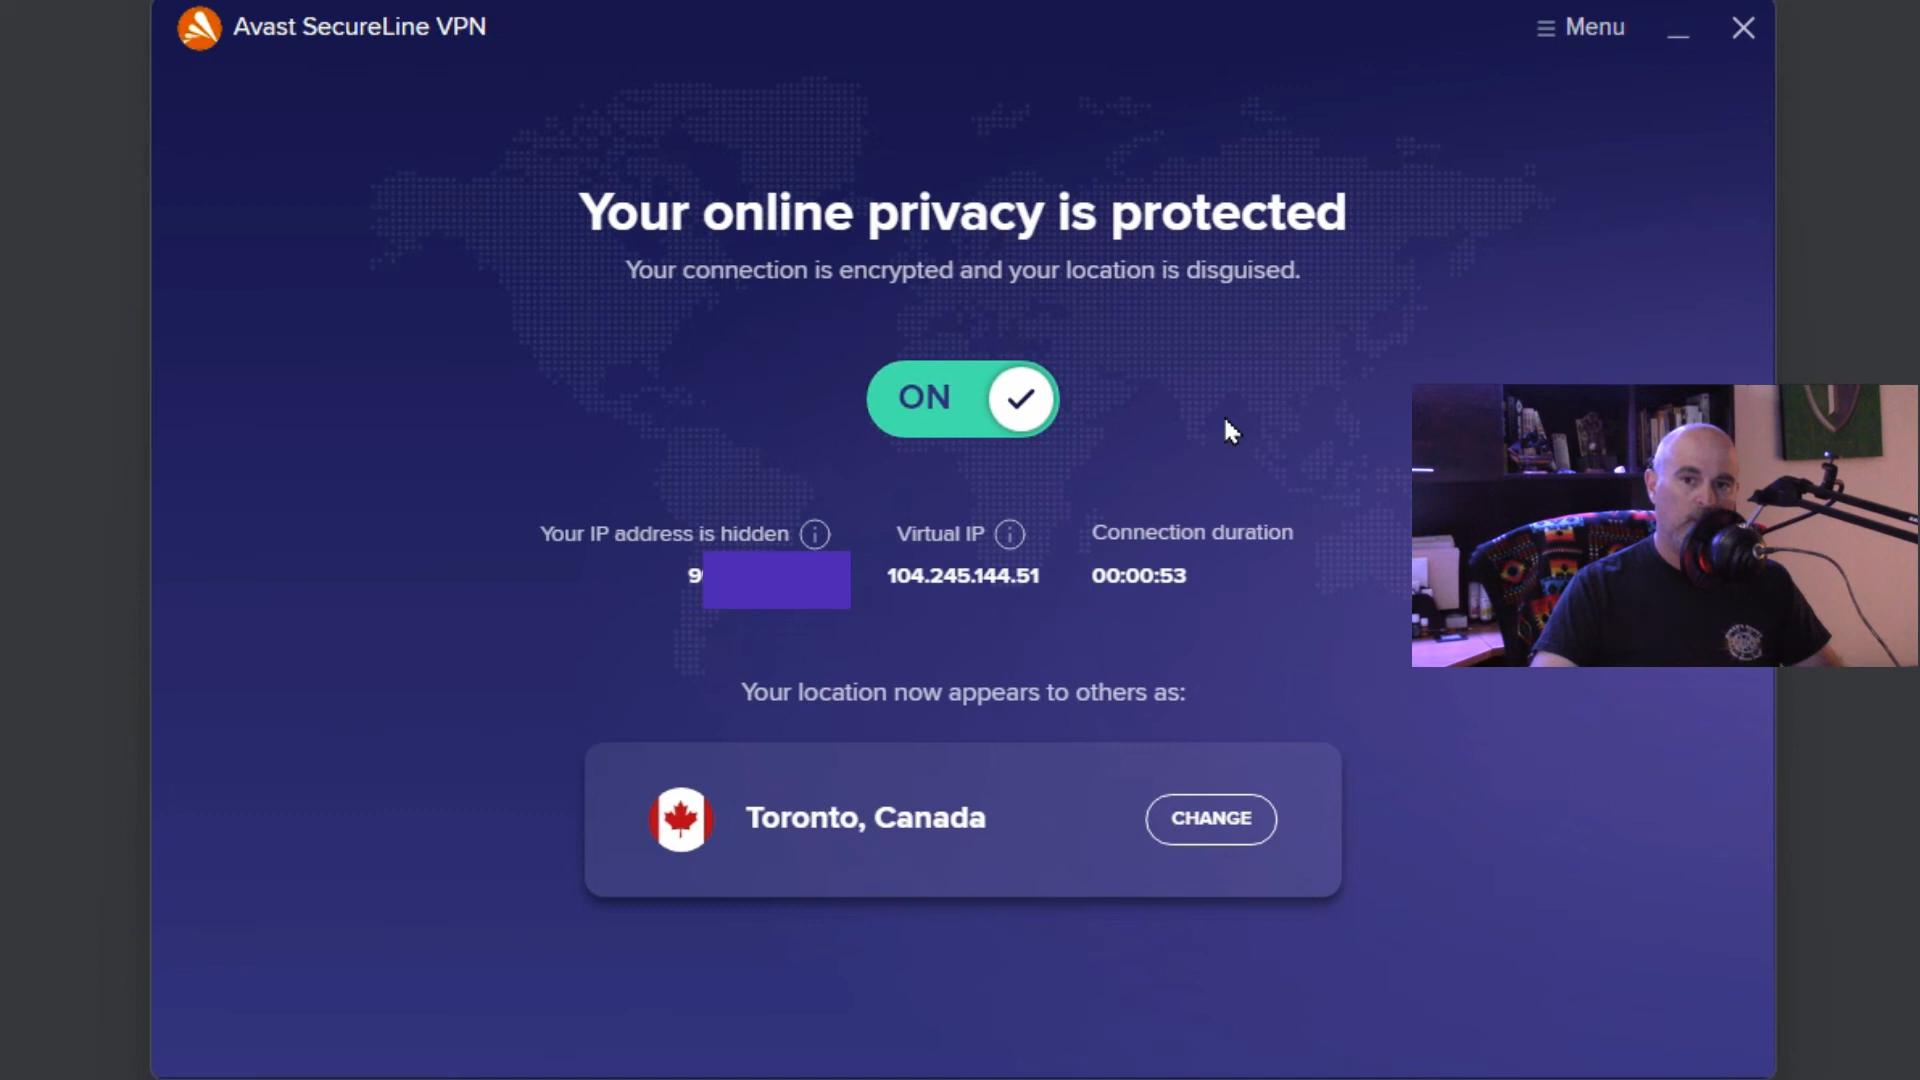 Avast SecureLine VPN
Menu
Your online privacy is protected
Your connection is encrypted and your location is disguised.
ON
Your IP address is hidden
Virtual IP
Connection duration
9
104.245.144.51
00:00:53
Your location now appears to others as:
Toronto, Canada
CHANGE